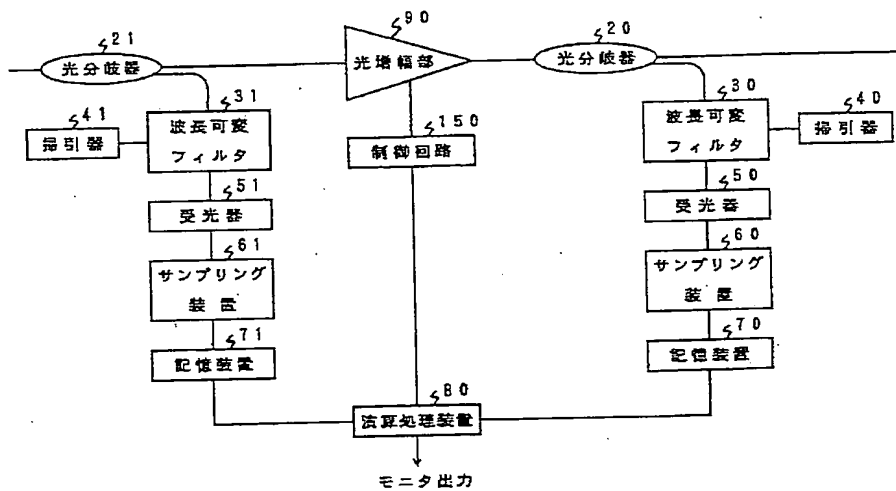 90
21
20
光分岐器
光増幅部
光分岐器
31
30
41
40
150
掃引器
波長可変
フィルタ
制御回路
波長可変
フィルタ
掃引器
51
50
受光器
受光器
61
60
サンプリング
装置
サンプリング
装置
71
70
記憶装置
記憶装置
80
演算処理装置
モニタ出力